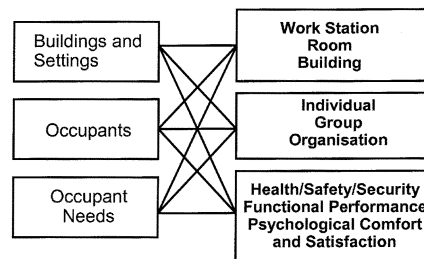 Buildings and
Settings
Occupants
Occupant
Needs
Work Station
Room
Building
Individual
Group
Organisation
Health/Safety/Security
Functional Performance
Psychological Comfort
and Satisfaction